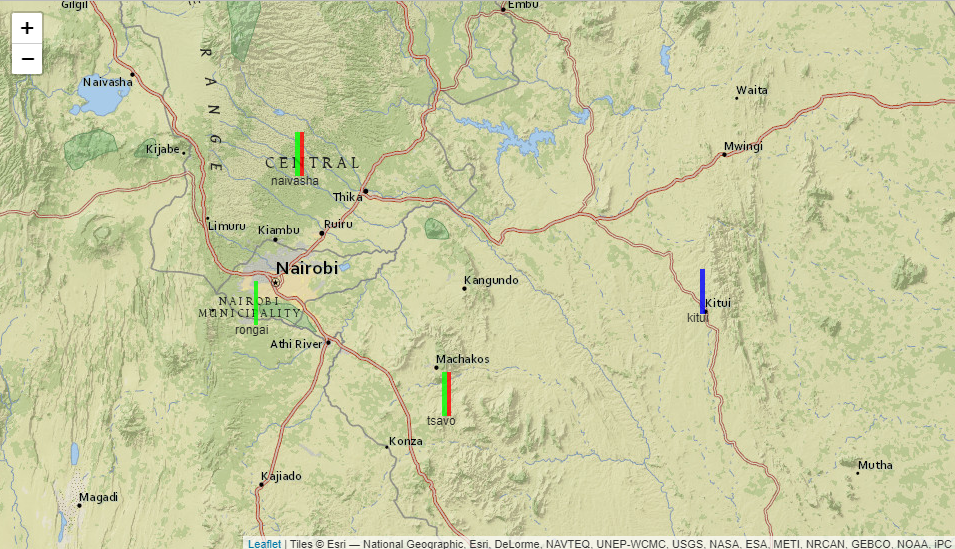 +
−
Gilgil
Embu
Naivasha
Waita
RANGE
Kijabe
CENTRAL
Mwingi
naivasha
Thika
Limuru
Kiambu
Ruiru
Nairobi
Kangundo
NAIROBI
MUNICIPALITY
rongai
Kitui
kitui
Athi River
Machakos
tsavo
Konza
Kajiado
Mutha
Magadi
Leaflet | Tiles © Esri — National Geographic, Esri, DeLorme, NAVTEQ, UNEP-WCMC, USGS, NASA, ESA, METI, NRCAN, GEBCO, NOAA, iPC